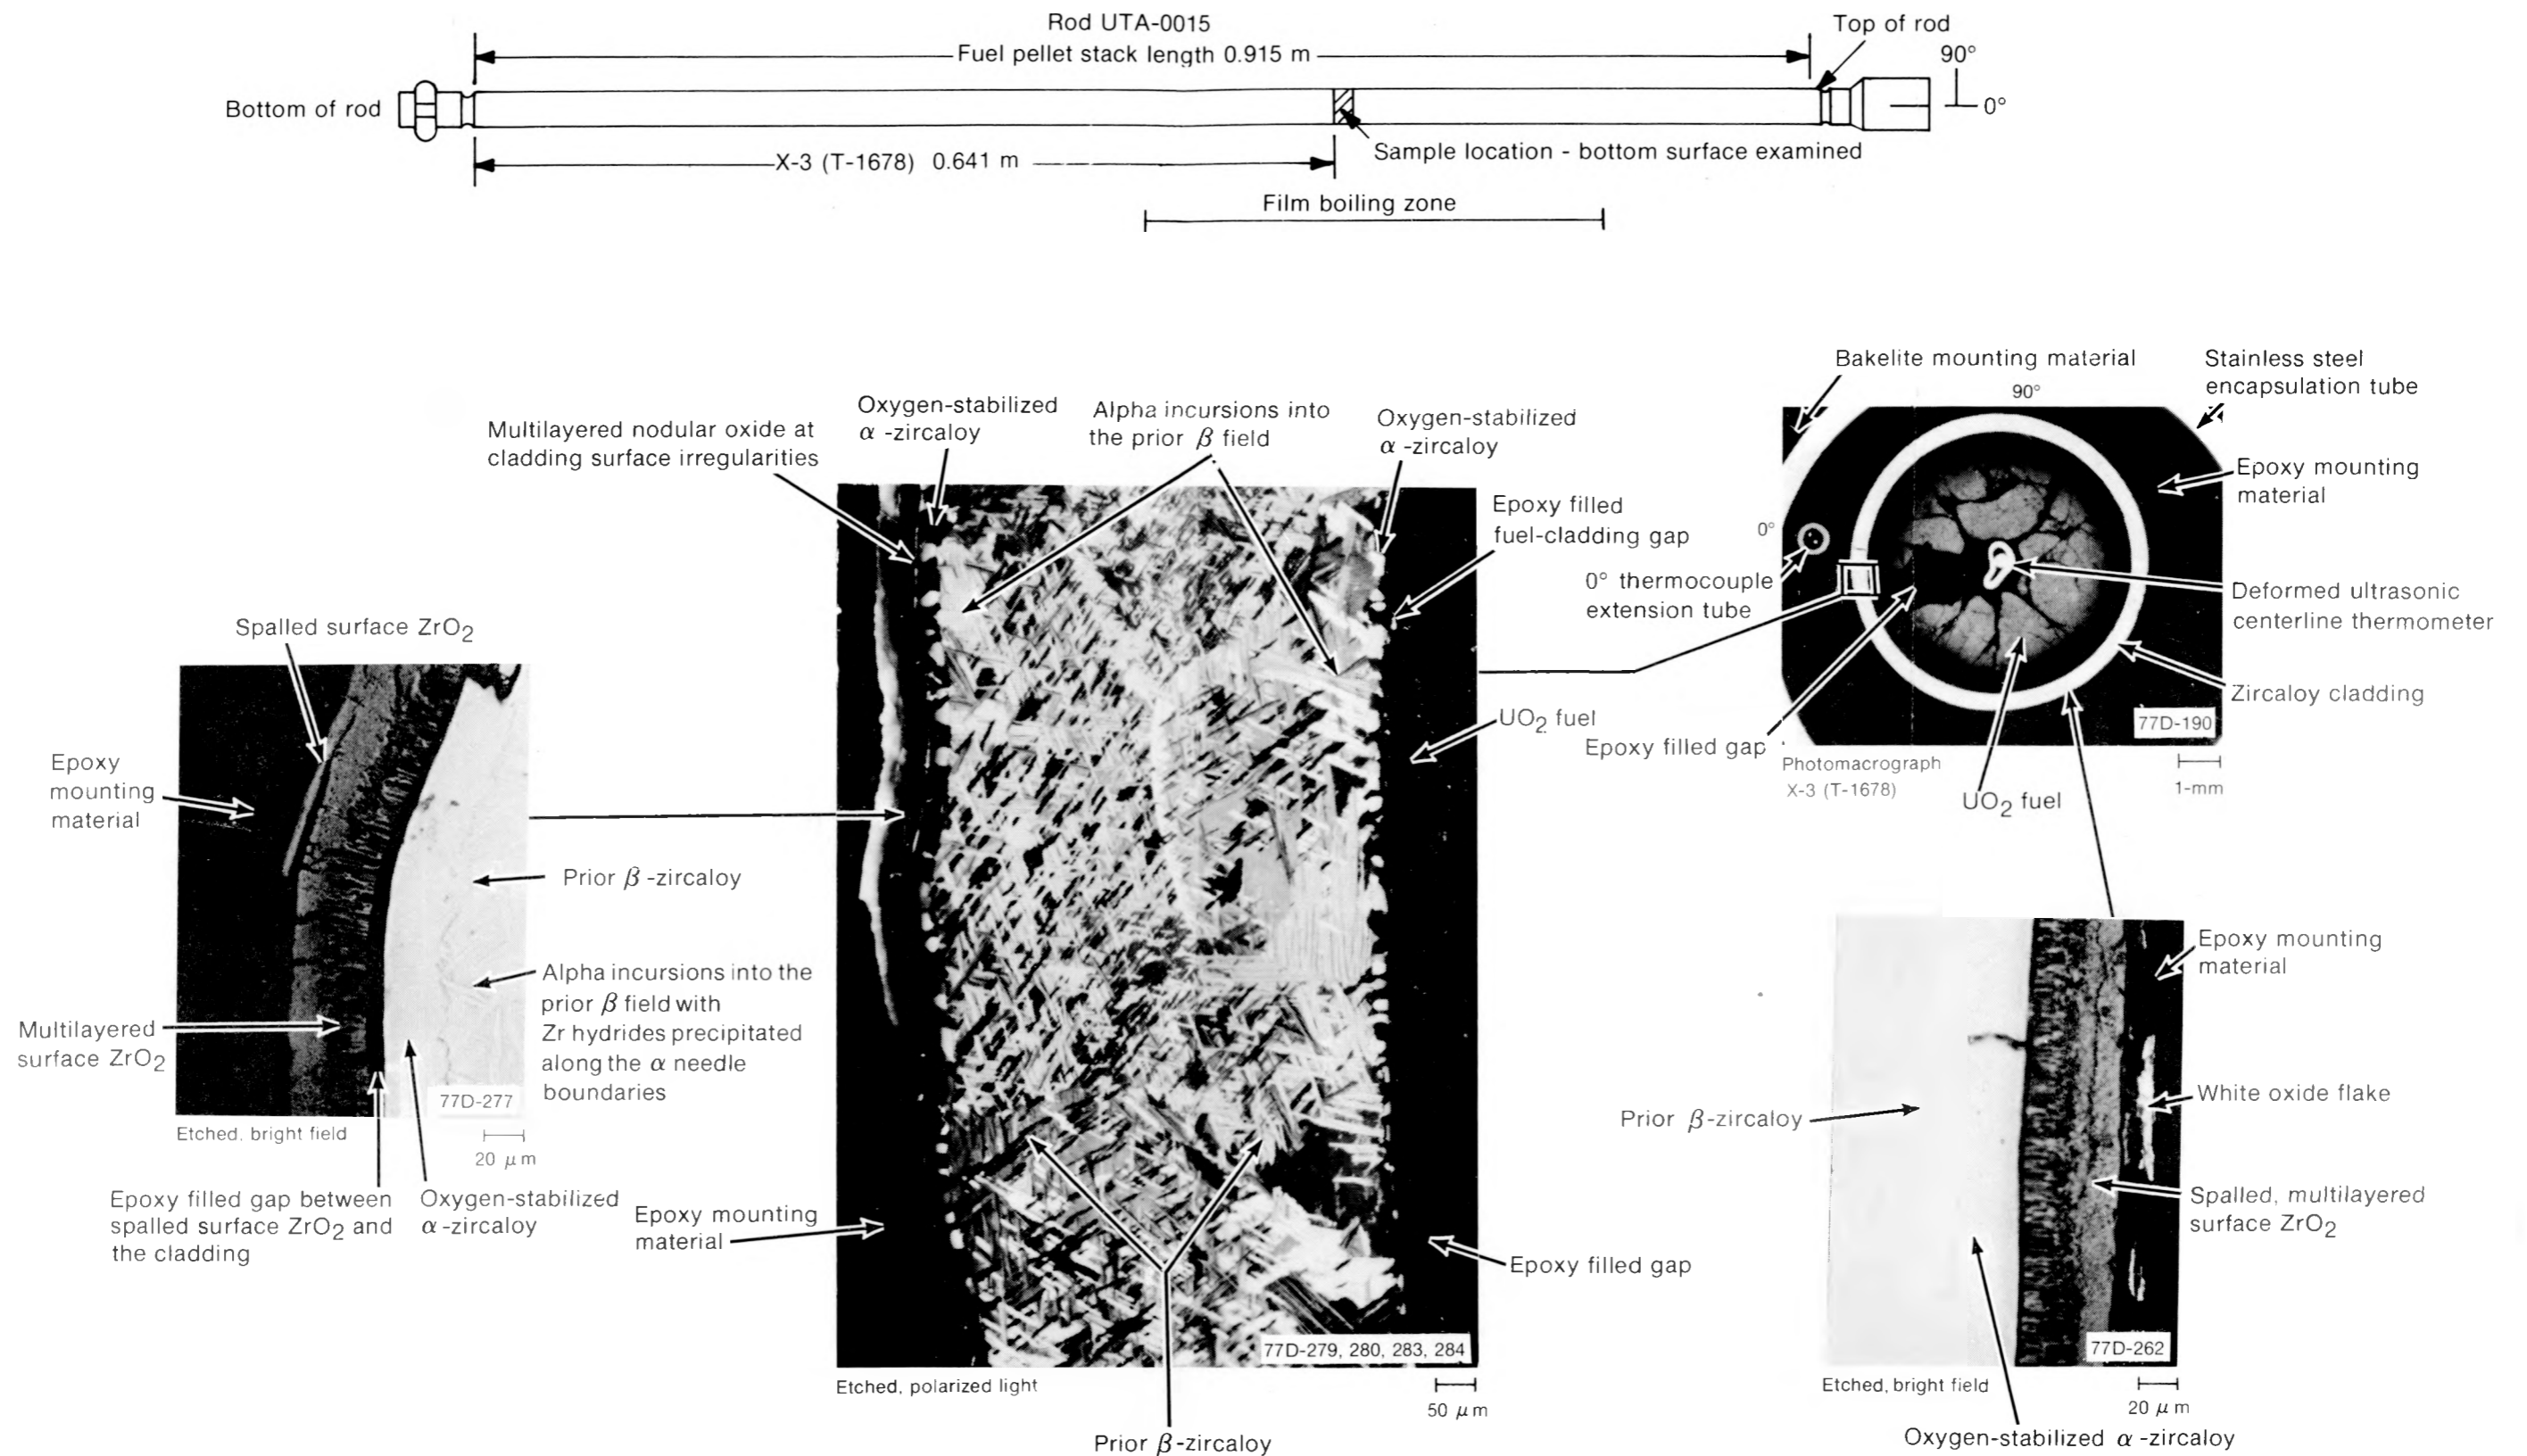 Rod UTA-0015
Fuel pellet stack length 0.915 m
Top of rod
90°
0°
Bottom of rod
X-3 (T-1678) 0.641 m
Sample location - bottom surface examined
Film boiling zone
Bakelite mounting material
Stainless steel
encapsulation tube
90°
Multilayered nodular oxide at
cladding surface irregularities
Oxygen-stabilized
α -zircaloy
Alpha incursions into
the prior β field
Oxygen-stabilized
α -zircaloy
Epoxy filled
fuel-cladding gap
0°
0° thermocouple
extension tube
Epoxy mounting
material
Deformed ultrasonic
centerline thermometer
Zircaloy cladding
77D-190
Epoxy filled gap
Photomacrograph
X-3 (T-1678)
UO2 fuel
1-mm
UO2 fuel
Spalled surface ZrO2
Epoxy
mounting
material
Prior β -zircaloy
Alpha incursions into the
prior β field with
Zr hydrides precipitated
along the α needle
boundaries
Multilayered
surface ZrO2
77D-277
Etched, bright field
20 μm
Epoxy filled gap between
spalled surface ZrO2 and
the cladding
Oxygen-stabilized
α -zircaloy
Epoxy mounting
material
Epoxy filled gap
77D-279, 280, 283, 284
Etched, polarized light
50 μm
Prior β-zircaloy
Epoxy mounting
material
White oxide flake
Prior β-zircaloy
Spalled, multilayered
surface ZrO2
77D-262
Etched, bright field
20 μm
Oxygen-stabilized α -zircaloy